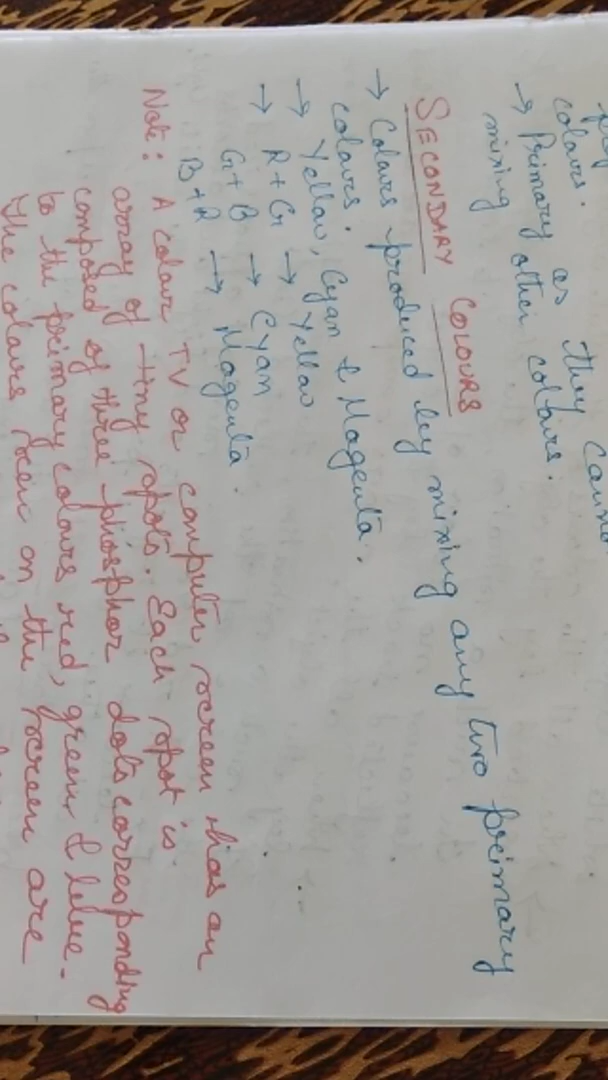 colours.
→ Primary as they canno
mixing other colours.
SECONDARY COLOURS
→ Colours produced by mixing any two primary
colours.
→ Yellow, Cyan & Magenta.
→ R + G → Yellow
G + B → Cyan
B + R → Magenta.
Note: A colour TV or computer screen has an
array of tiny spots. Each spot is
composed of three phosphor dots corresponding
to the primary colours red, green & blue.
The colours seen on the screen are